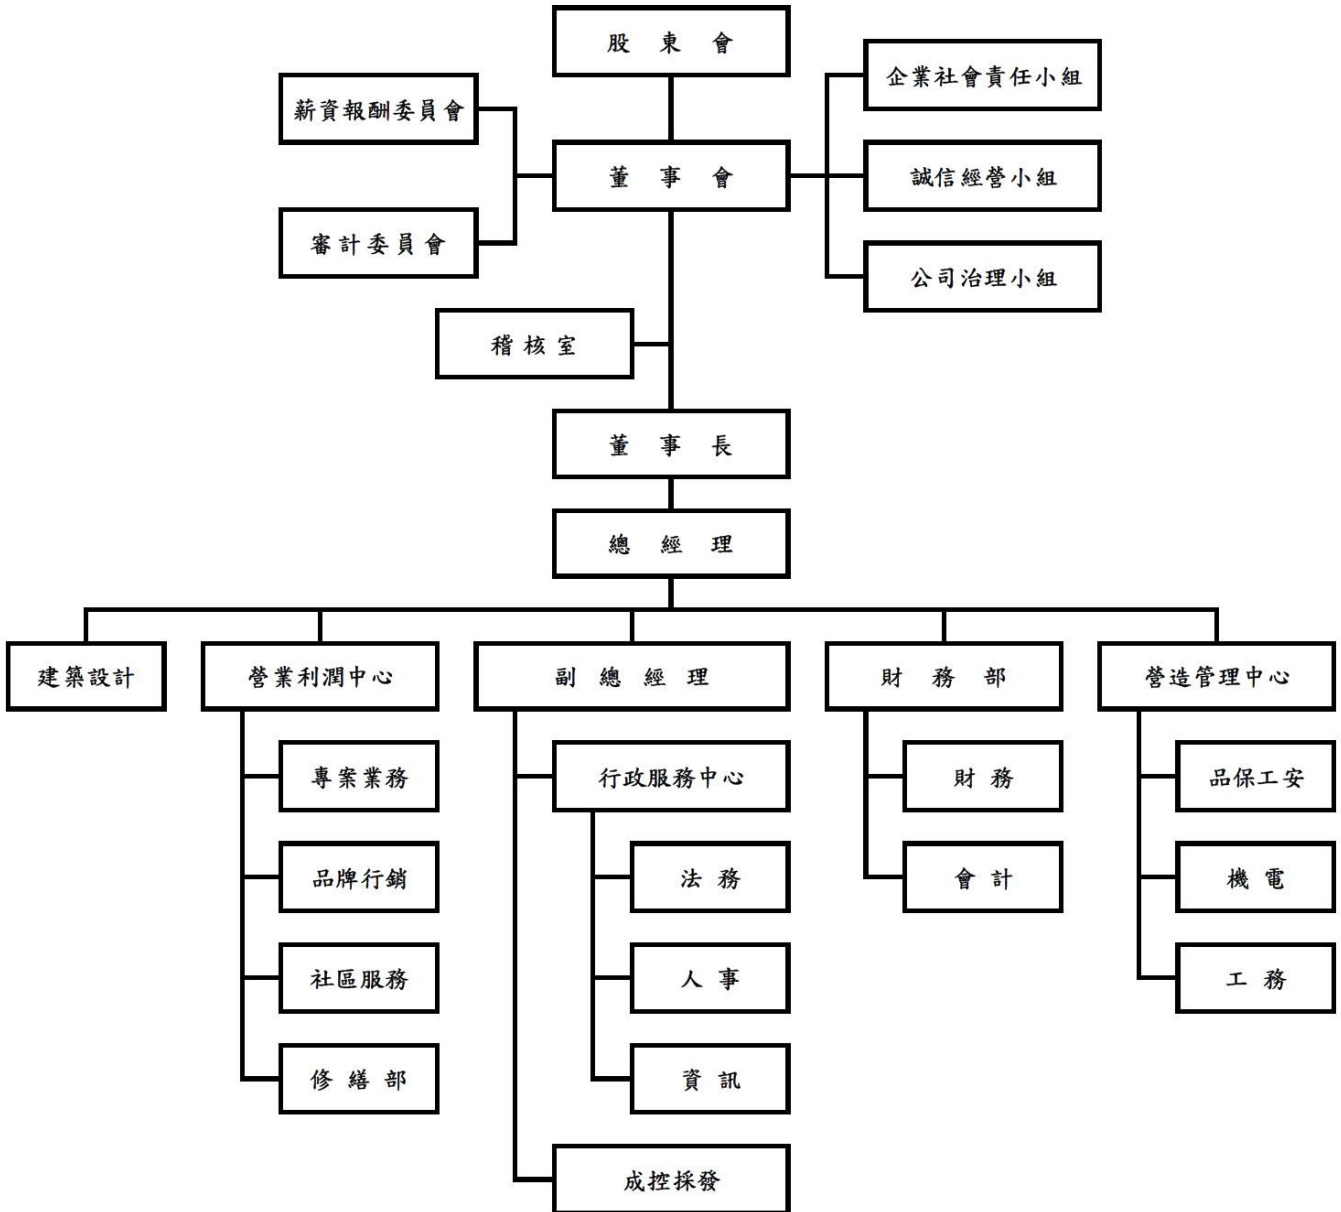 股東會
企業社會責任小組
薪資報酬委員會
董事會
誠信經營小組
審計委員會
公司治理小組
稽核室
董事長
總經理
建築設計
營業利潤中心
副總經理
財務部
營造管理中心
專案業務
行政服務中心
財務
品保工安
品牌行銷
法務
會計
機電
社區服務
人事
工務
修繕部
資訊
成控採發